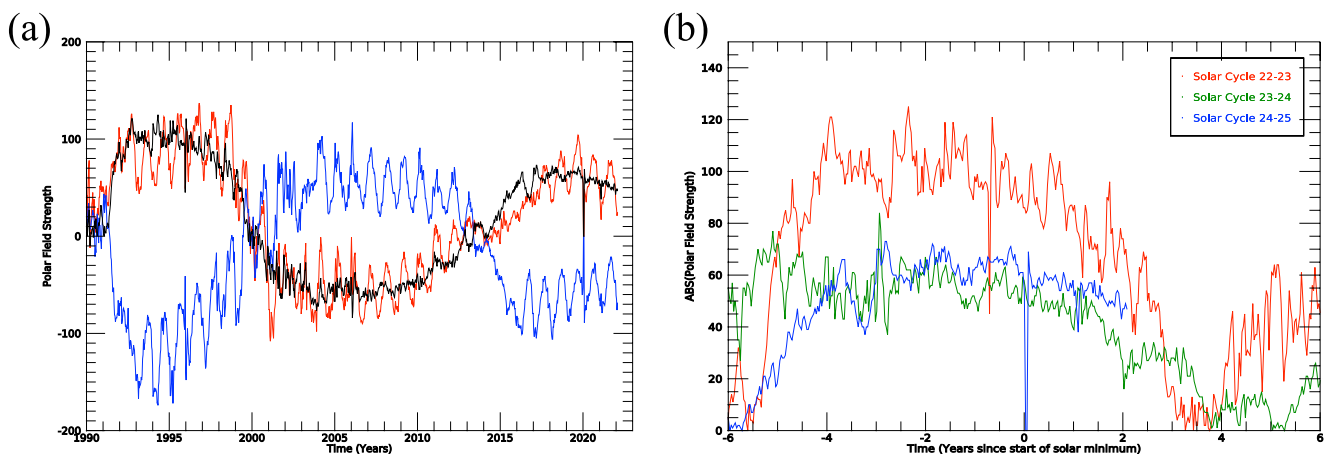 (a)
200
100
0
-100
-200
Polar Field Strength
1990 1995 2000 2005 2010 2015 2020
Time (Years)
(b)
140
120
100
80
60
40
20
0
ABS(Polar Field Strength)
Solar Cycle 22-23
Solar Cycle 23-24
Solar Cycle 24-25
-6 -4 -2 0 2 4 6
Time (Years since start of solar minimum)